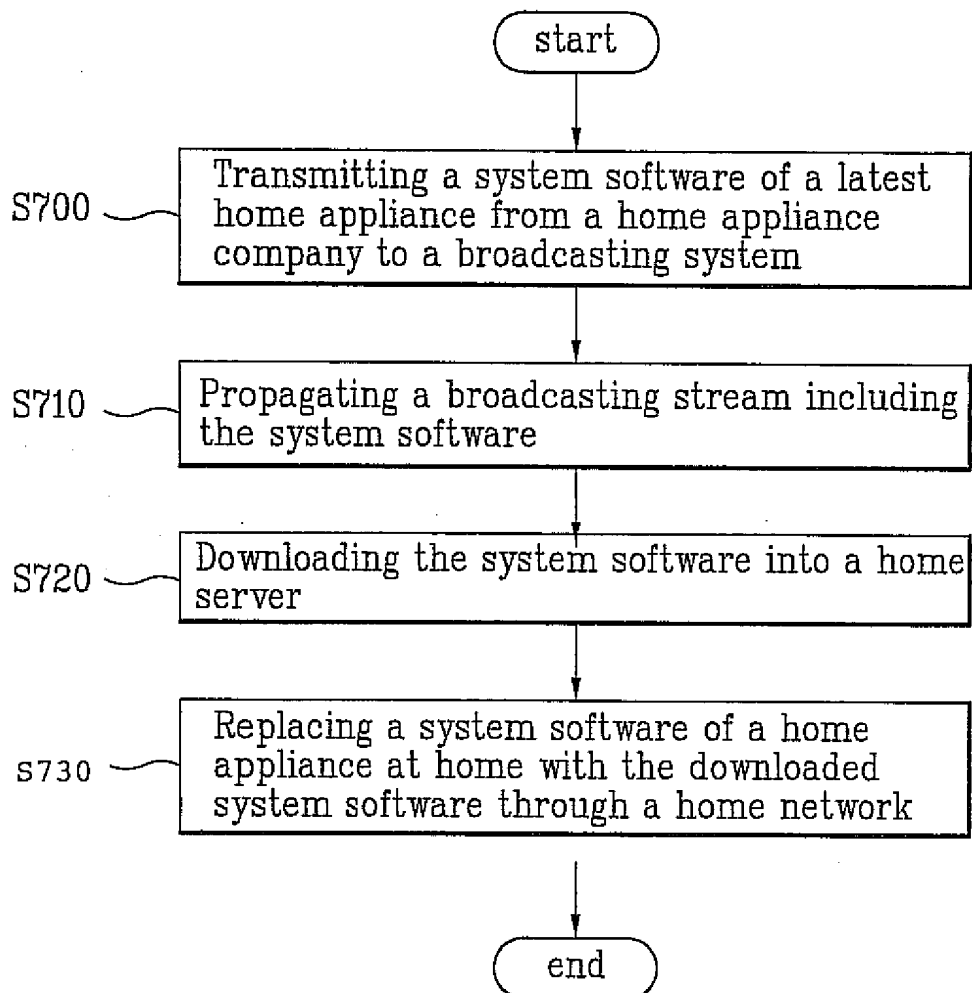 start
S700
Transmitting a system software of a latest
home appliance from a home appliance
company to a broadcasting system
S710
Propagating a broadcasting stream including
the system software
S720
Downloading the system software into a home
server
S730
Replacing a system software of a home
appliance at home with the downloaded
system software through a home network
end